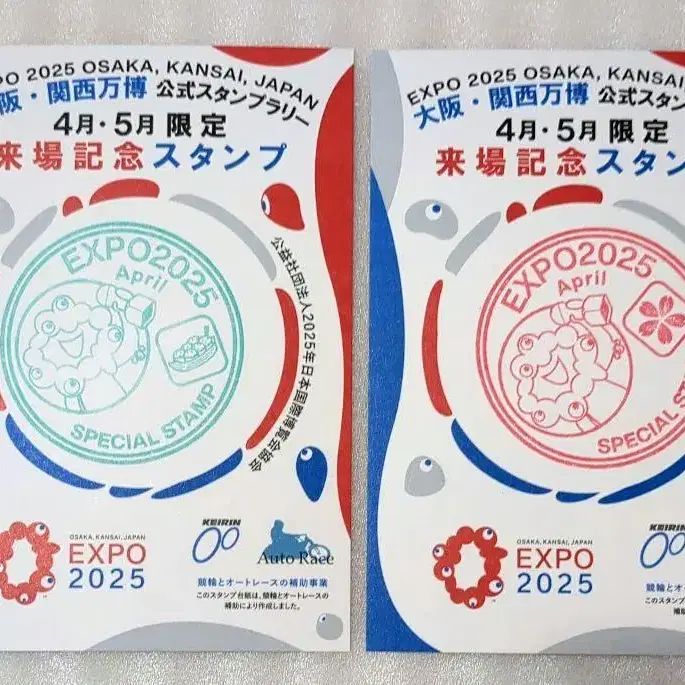 PO 2025 OSAKA, KANSAI, JAPAN
阪・関西万博 公式スタンプラリー
4月・5月 限定
来場記念スタンプ
EXPO2025
April
SPECIAL STAMP
公益社団法人2025年日本国際博覧会協会
OSAKA, KANSAI, JAPAN
EXPO
2025
KEIRIN
Auto Race
競輪とオートレースの補助事業
このスタンプ台紙は、競輪とオートレースの
補助により作成しました。
EXPO 2025 OSAKA, KANSAI,
大阪・関西万博 公式スタン
4月・5月 限定
来場記念スタン
EXPO2025
April
SPECIAL S
OSAKA, KANSAI, JAPAN
EXPO
2025
KEIRIN
競輪と
このスタンプ
補助